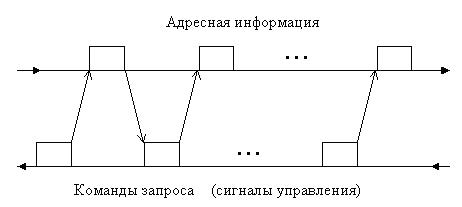 Адресная информация
...
...
Команды запроса (сигналы управления)